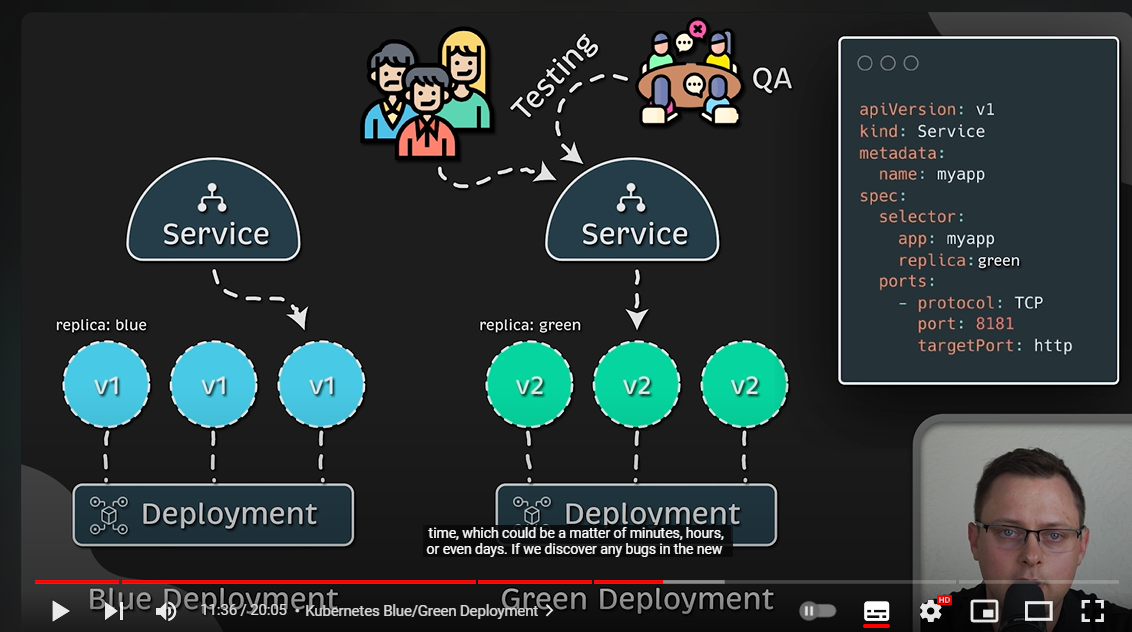 Testing
QA
Service
Service
replica: blue
replica: green
v1
v1
v1
v2
v2
v2
Deployment
Deployment
Blue Deployment
Green Deployment
apiVersion: v1
kind: Service
metadata:
name: myapp
spec:
selector:
app: myapp
replica: green
ports:
- protocol: TCP
port: 8181
targetPort: http
time, which could be a matter of minutes, hours,
or even days. If we discover any bugs in the new
11:36 / 20:05 • Kubernetes Blue/Green Deployment >
HD